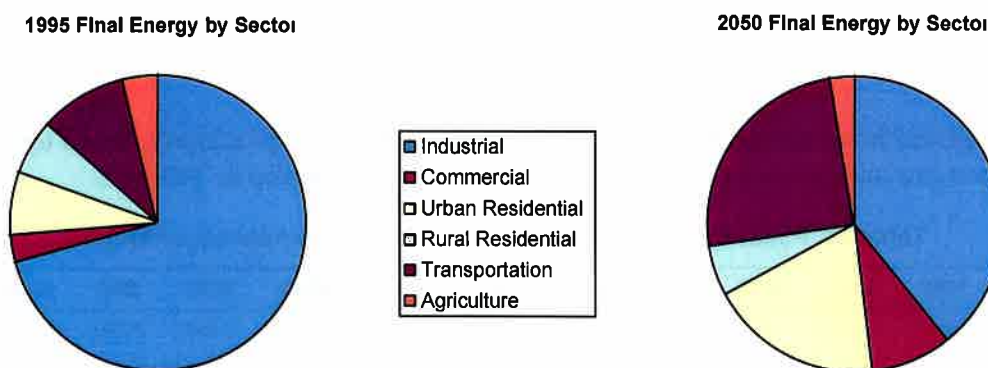 1995 Final Energy by Sector
2050 Final Energy by Sector
Industrial
Commercial
Urban Residential
Rural Residential
Transportation
Agriculture